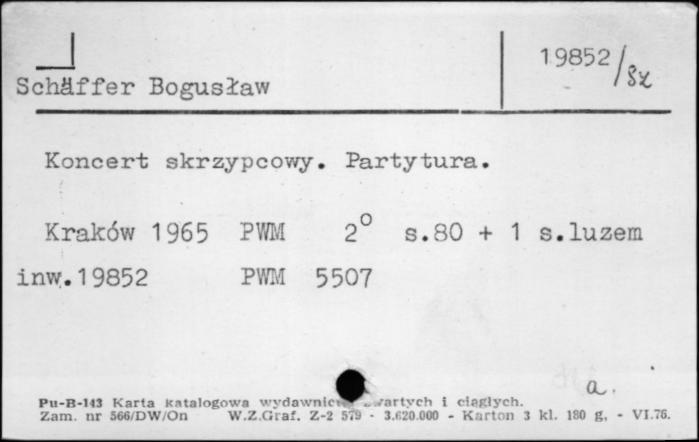 19852/Sz
Schäffer Bogusław
Koncert skrzypcowy. Partytura.
Kraków 1965 PWM 2° s.80 + 1 s.luzem
inw.19852 PWM 5507
a.
Pu-B-143 Karta katalogowa wydawnictw zwartych i ciągłych.
Zam. nr 566/DW/On W.Z.Graf. Z-2 579 - 3.620.000 - Karton 3 kl. 180 g. - VI.76.